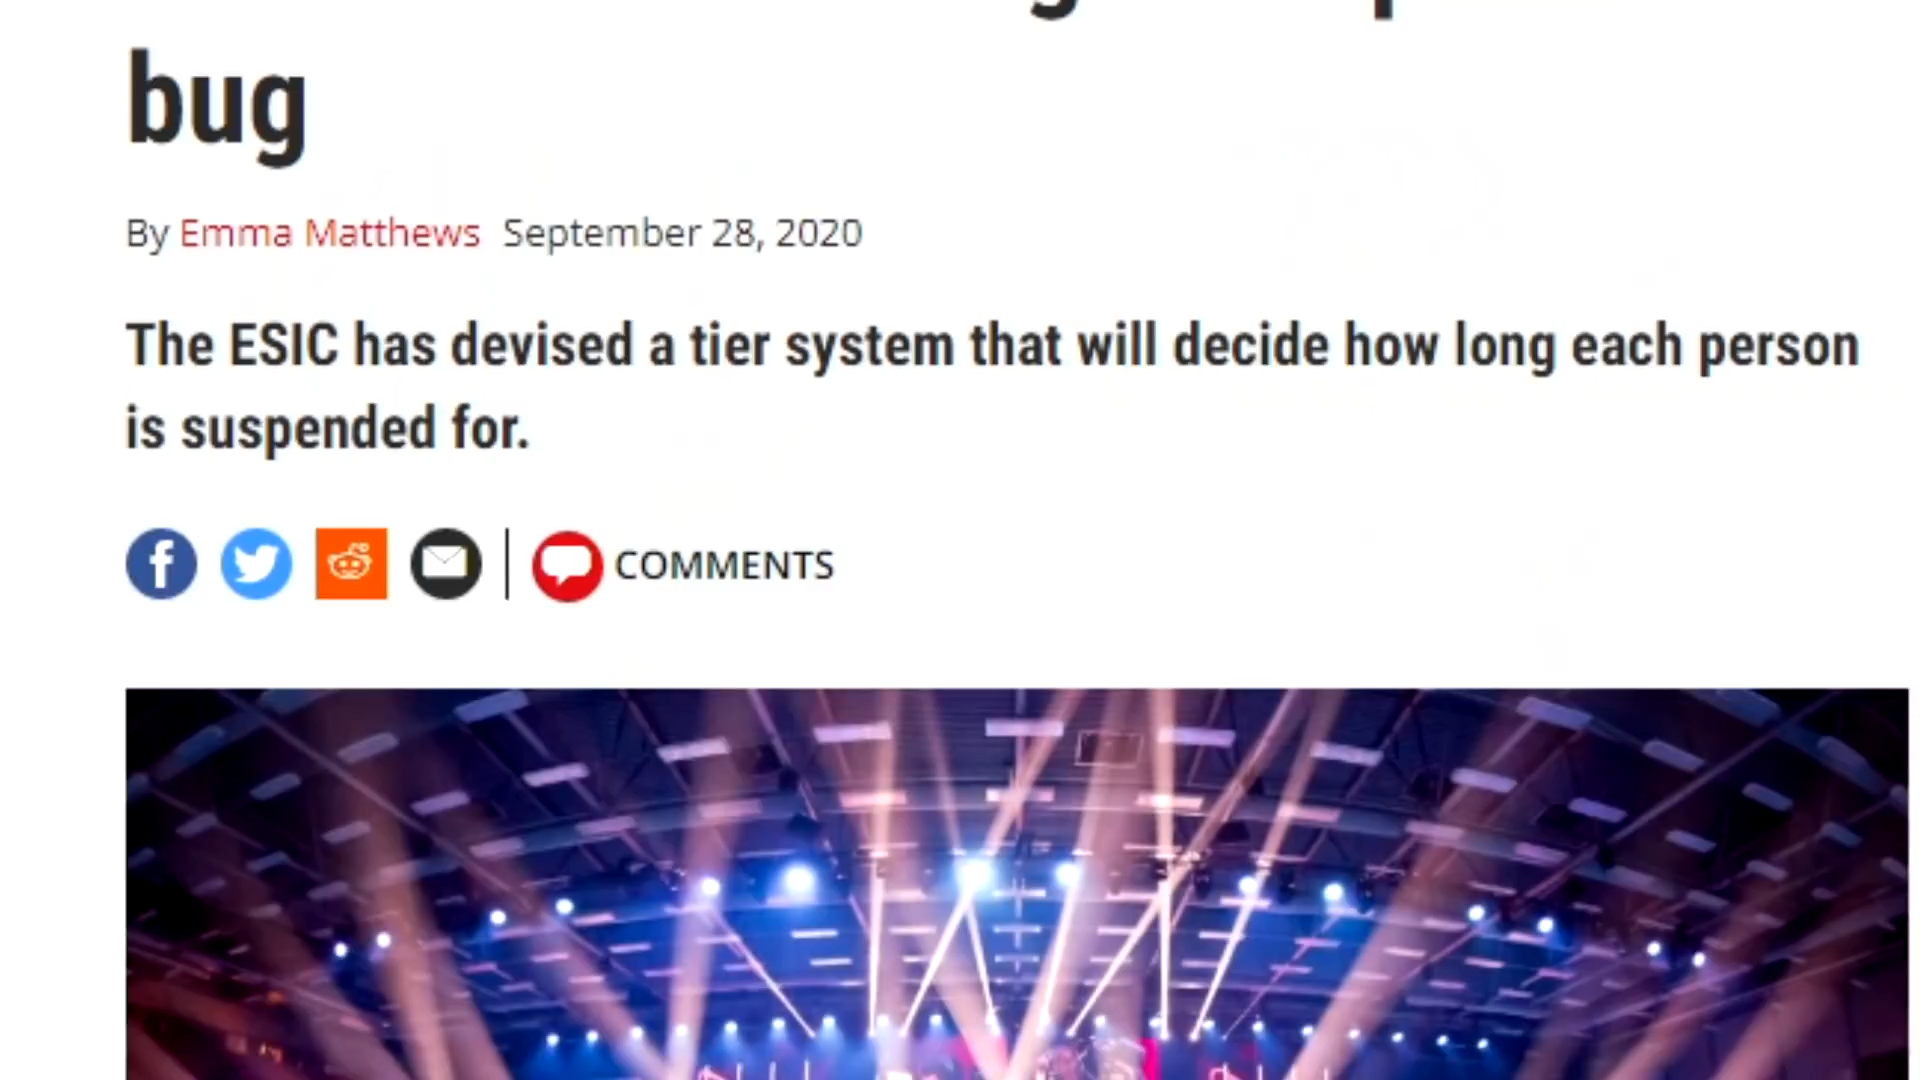 bug
By Emma Matthews September 28, 2020
The ESIC has devised a tier system that will decide how long each person
is suspended for.
COMMENTS